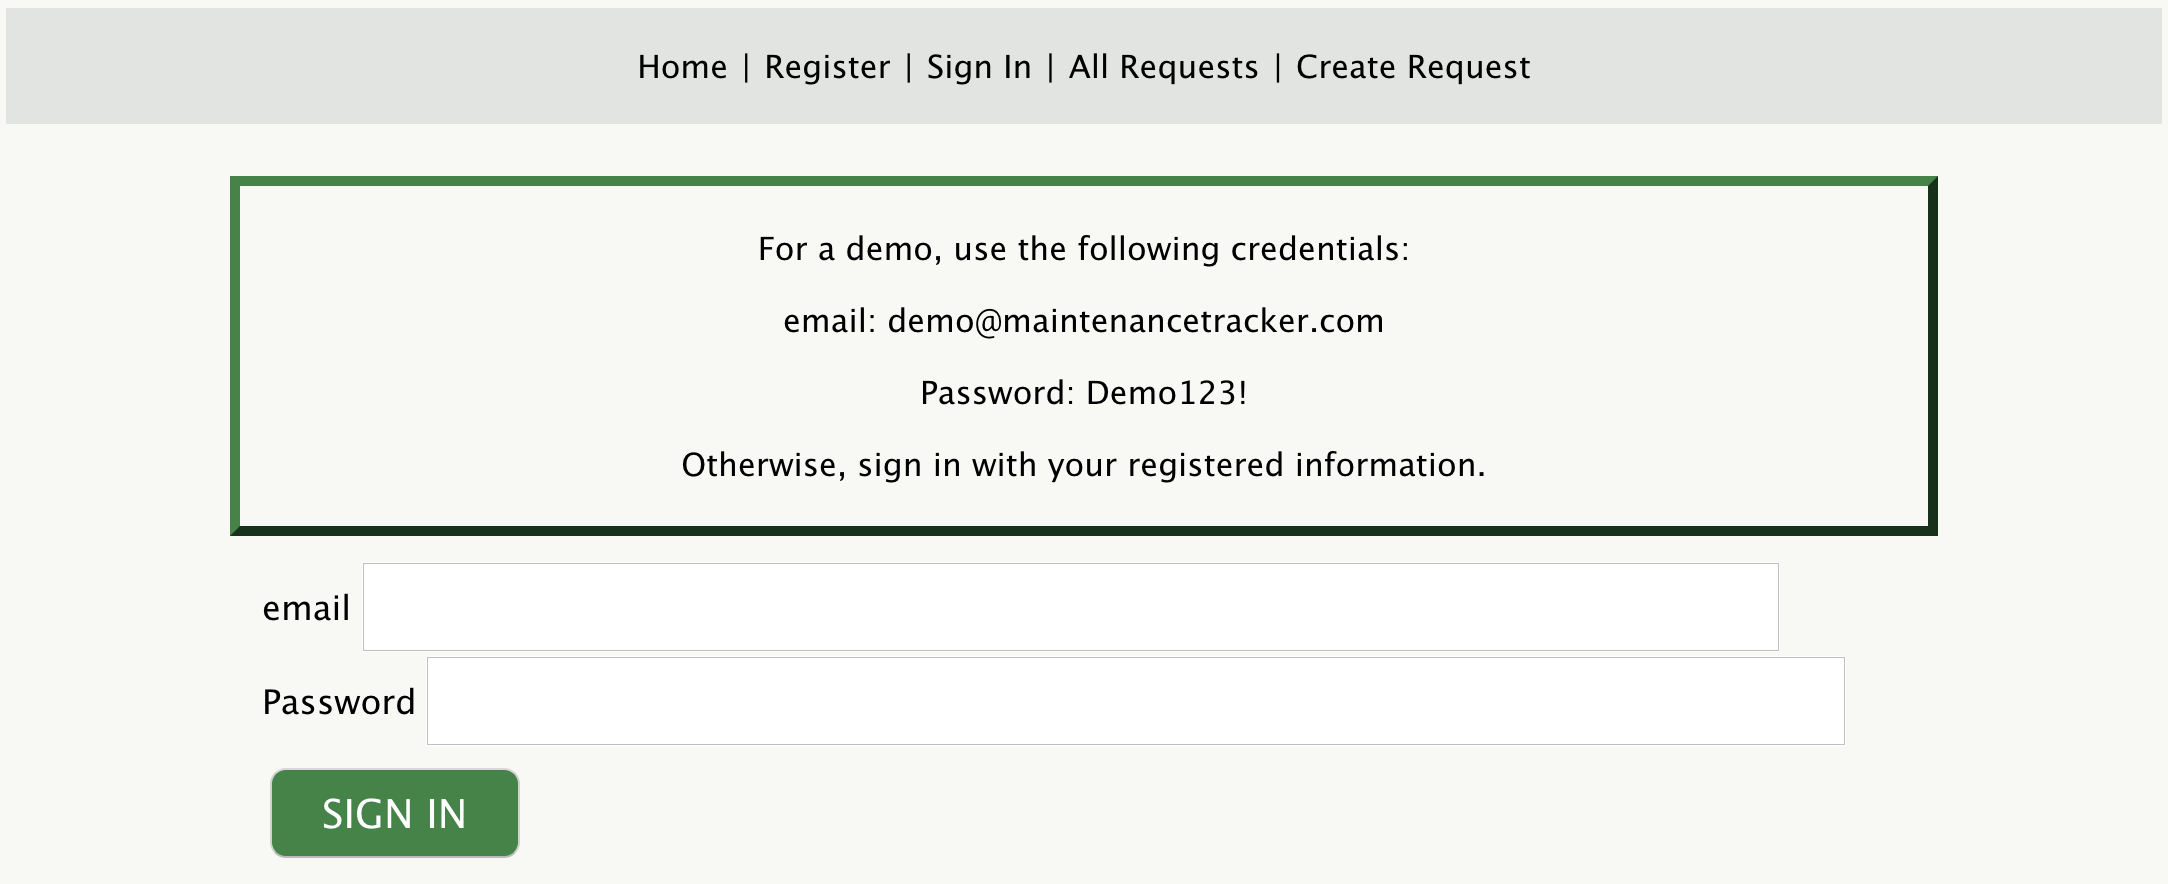 Home | Register | Sign In | All Requests | Create Request
For a demo, use the following credentials:
email: demo@maintenancetracker.com
Password: Demo123!
Otherwise, sign in with your registered information.
email
Password
SIGN IN